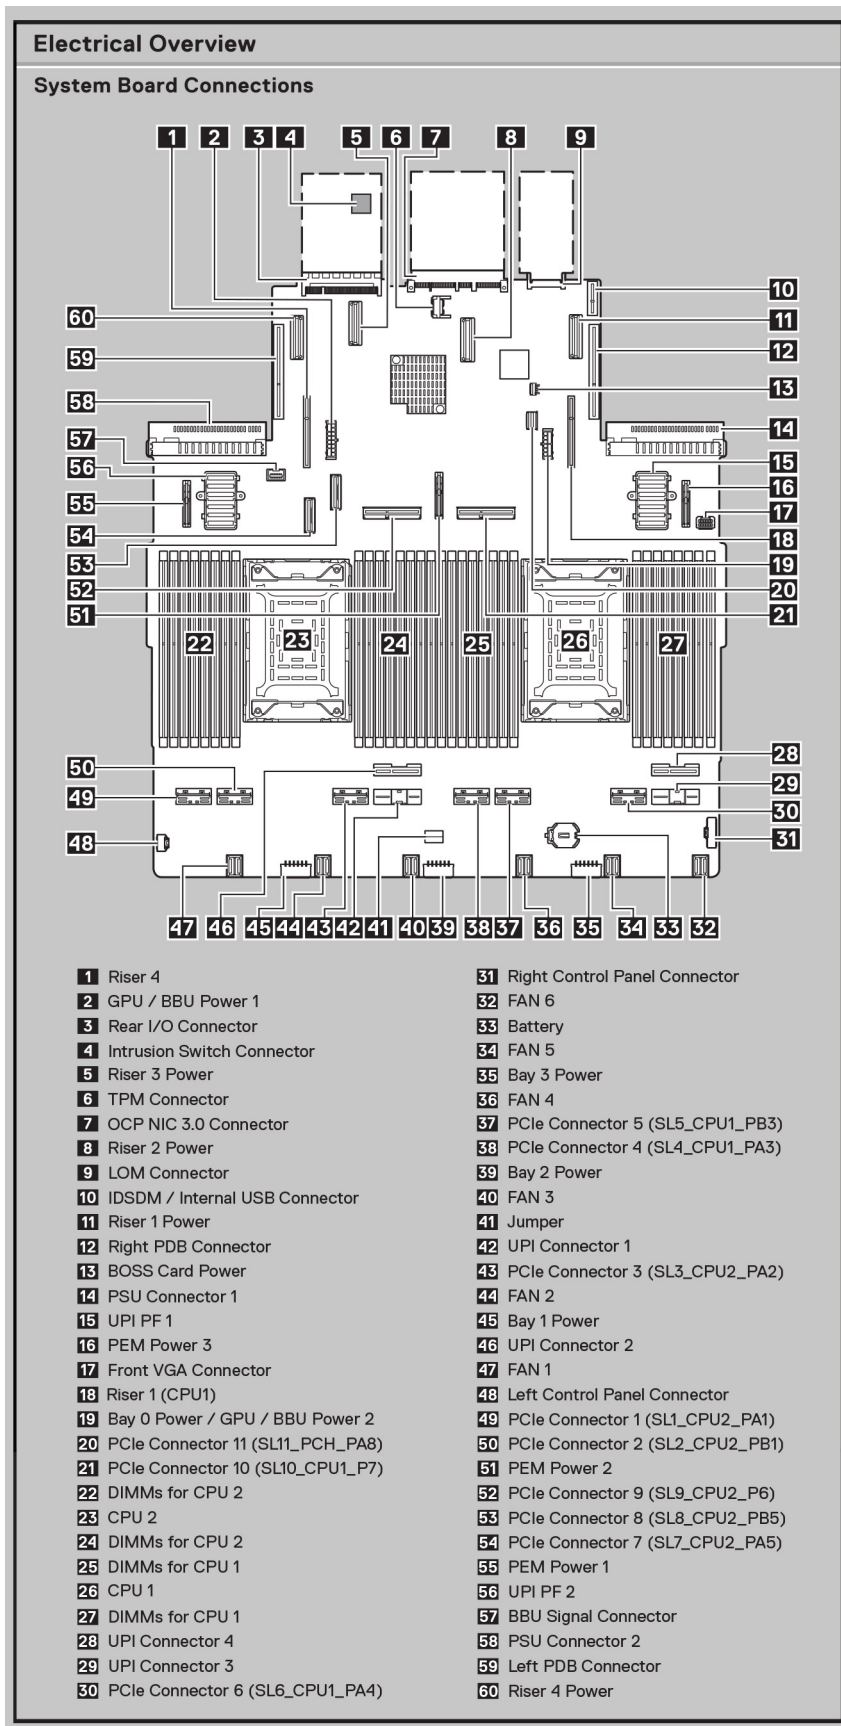 Electrical Overview
System Board Connections
1 2 3 4 5 6 7 8 9
10
60
11
59
12
13
58
14
57
15
56
16
55
17
54
18
53
19
52
20
51
21
22 23 24 25 26 27
28
50
29
49
30
48
31
47 46 45 44 43 42 41 40 39 38 37 36 35 34 33 32
1 Riser 4
2 GPU / BBU Power 1
3 Rear I/O Connector
4 Intrusion Switch Connector
5 Riser 3 Power
6 TPM Connector
7 OCP NIC 3.0 Connector
8 Riser 2 Power
9 LOM Connector
10 IDSDM / Internal USB Connector
11 Riser 1 Power
12 Right PDB Connector
13 BOSS Card Power
14 PSU Connector 1
15 UPI PF 1
16 PEM Power 3
17 Front VGA Connector
18 Riser 1 (CPU1)
19 Bay 0 Power / GPU / BBU Power 2
20 PCIe Connector 11 (SL11_PCH_PA8)
21 PCIe Connector 10 (SL10_CPU1_P7)
22 DIMMs for CPU 2
23 CPU 2
24 DIMMs for CPU 2
25 DIMMs for CPU 1
26 CPU 1
27 DIMMs for CPU 1
28 UPI Connector 4
29 UPI Connector 3
30 PCIe Connector 6 (SL6_CPU1_PA4)
31 Right Control Panel Connector
32 FAN 6
33 Battery
34 FAN 5
35 Bay 3 Power
36 FAN 4
37 PCIe Connector 5 (SL5_CPU1_PB3)
38 PCIe Connector 4 (SL4_CPU1_PA3)
39 Bay 2 Power
40 FAN 3
41 Jumper
42 UPI Connector 1
43 PCIe Connector 3 (SL3_CPU2_PA2)
44 FAN 2
45 Bay 1 Power
46 UPI Connector 2
47 FAN 1
48 Left Control Panel Connector
49 PCIe Connector 1 (SL1_CPU2_PA1)
50 PCIe Connector 2 (SL2_CPU2_PB1)
51 PEM Power 2
52 PCIe Connector 9 (SL9_CPU2_P6)
53 PCIe Connector 8 (SL8_CPU2_PB5)
54 PCIe Connector 7 (SL7_CPU2_PA5)
55 PEM Power 1
56 UPI PF 2
57 BBU Signal Connector
58 PSU Connector 2
59 Left PDB Connector
60 Riser 4 Power